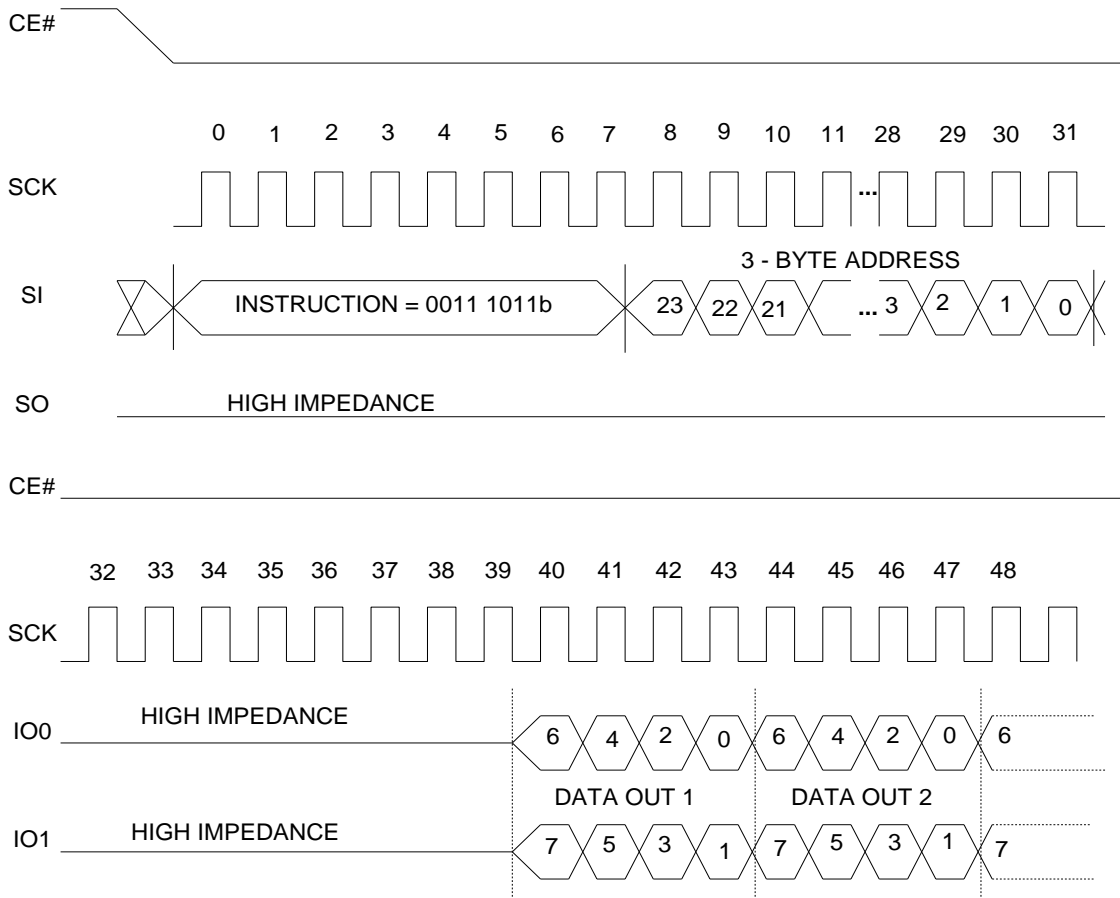 CE#
0 1 2 3 4 5 6 7 8 9 10 11 28 29 30 31
SCK ...
3 - BYTE ADDRESS
SI INSTRUCTION = 0011 1011b 23 22 21 ... 3 2 1 0
SO HIGH IMPEDANCE
CE#
32 33 34 35 36 37 38 39 40 41 42 43 44 45 46 47 48
SCK
IO0 HIGH IMPEDANCE 6 4 2 0 6 4 2 0 6
DATA OUT 1 DATA OUT 2
IO1 HIGH IMPEDANCE 7 5 3 1 7 5 3 1 7